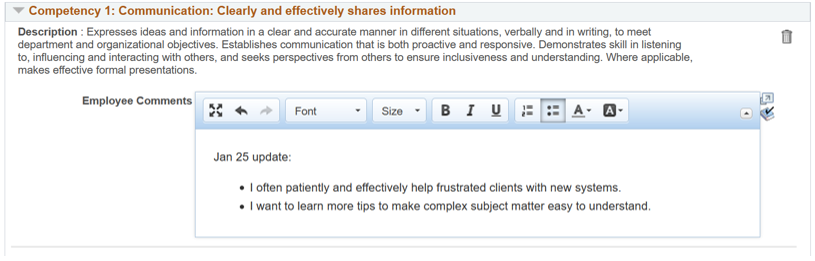 Competency 1: Communication: Clearly and effectively shares information
Description : Expresses ideas and information in a clear and accurate manner in different situations, verbally and in writing, to meet
department and organizational objectives. Establishes communication that is both proactive and responsive. Demonstrates skill in listening
to, influencing and interacting with others, and seeks perspectives from others to ensure inclusiveness and understanding. Where applicable,
makes effective formal presentations.
Employee Comments
Font Size B I U A A
Jan 25 update:
• I often patiently and effectively help frustrated clients with new systems.
• I want to learn more tips to make complex subject matter easy to understand.